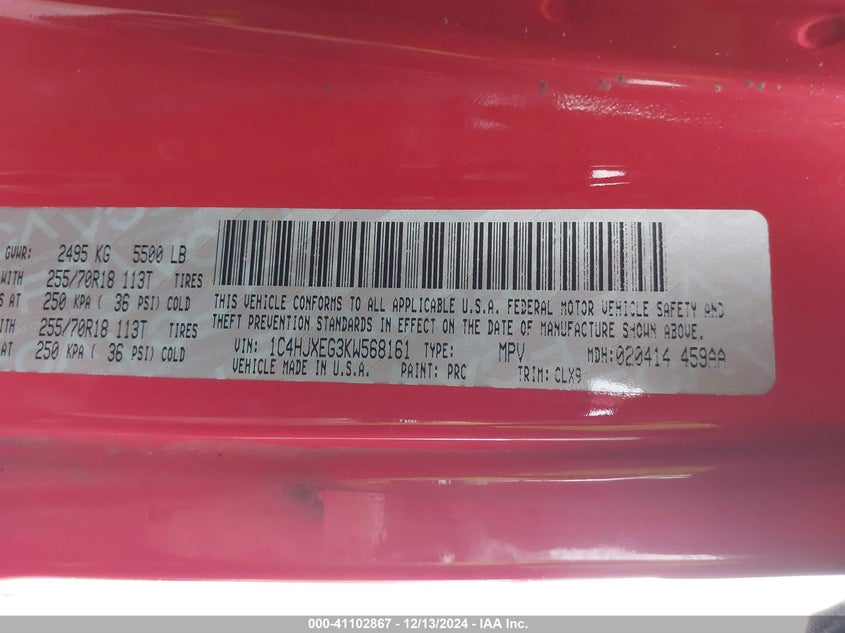 GVWR: 2495 KG 5500 LB
WITH 255/70R18 113T TIRES
AT 250 KPA ( 36 PSI) COLD
WITH 255/70R18 113T TIRES
AT 250 KPA ( 36 PSI) COLD
THIS VEHICLE CONFORMS TO ALL APPLICABLE U.S.A. FEDERAL MOTOR VEHICLE SAFETY AND
THEFT PREVENTION STANDARDS IN EFFECT ON THE DATE OF MANUFACTURE SHOWN ABOVE.
VIN: 1C4HJXEG3KW568161 TYPE: MPV MDH:020414 459AA
VEHICLE MADE IN U.S.A. PAINT: PRC TRIM: CLX9
000-41102867 / 12/13/2024 - IAA Inc.